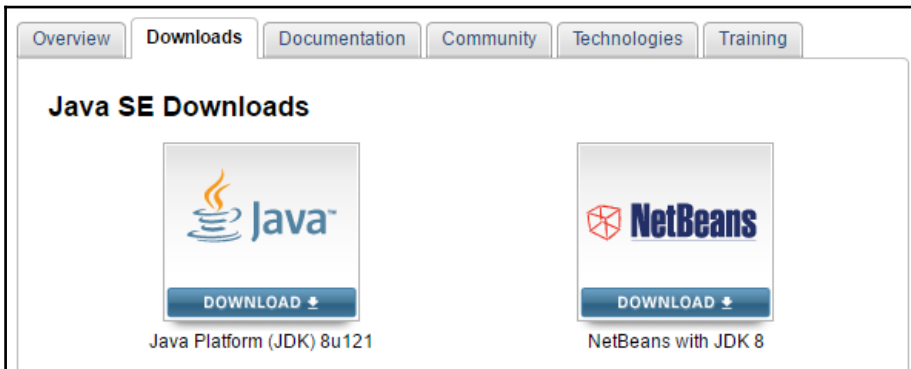 Overview Downloads Documentation Community Technologies Training
Java SE Downloads
Java™ NetBeans
DOWNLOAD DOWNLOAD
Java Platform (JDK) 8u121 NetBeans with JDK 8